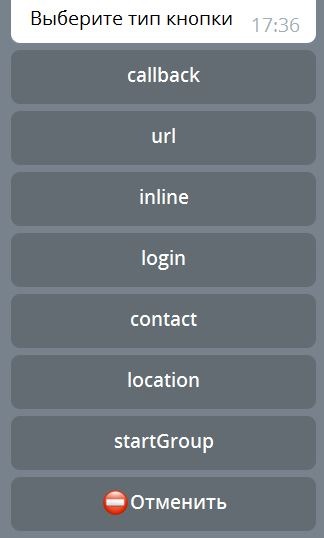 Выберите тип кнопки
17:36
callback
url
inline
login
contact
location
startGroup
⛔Отменить